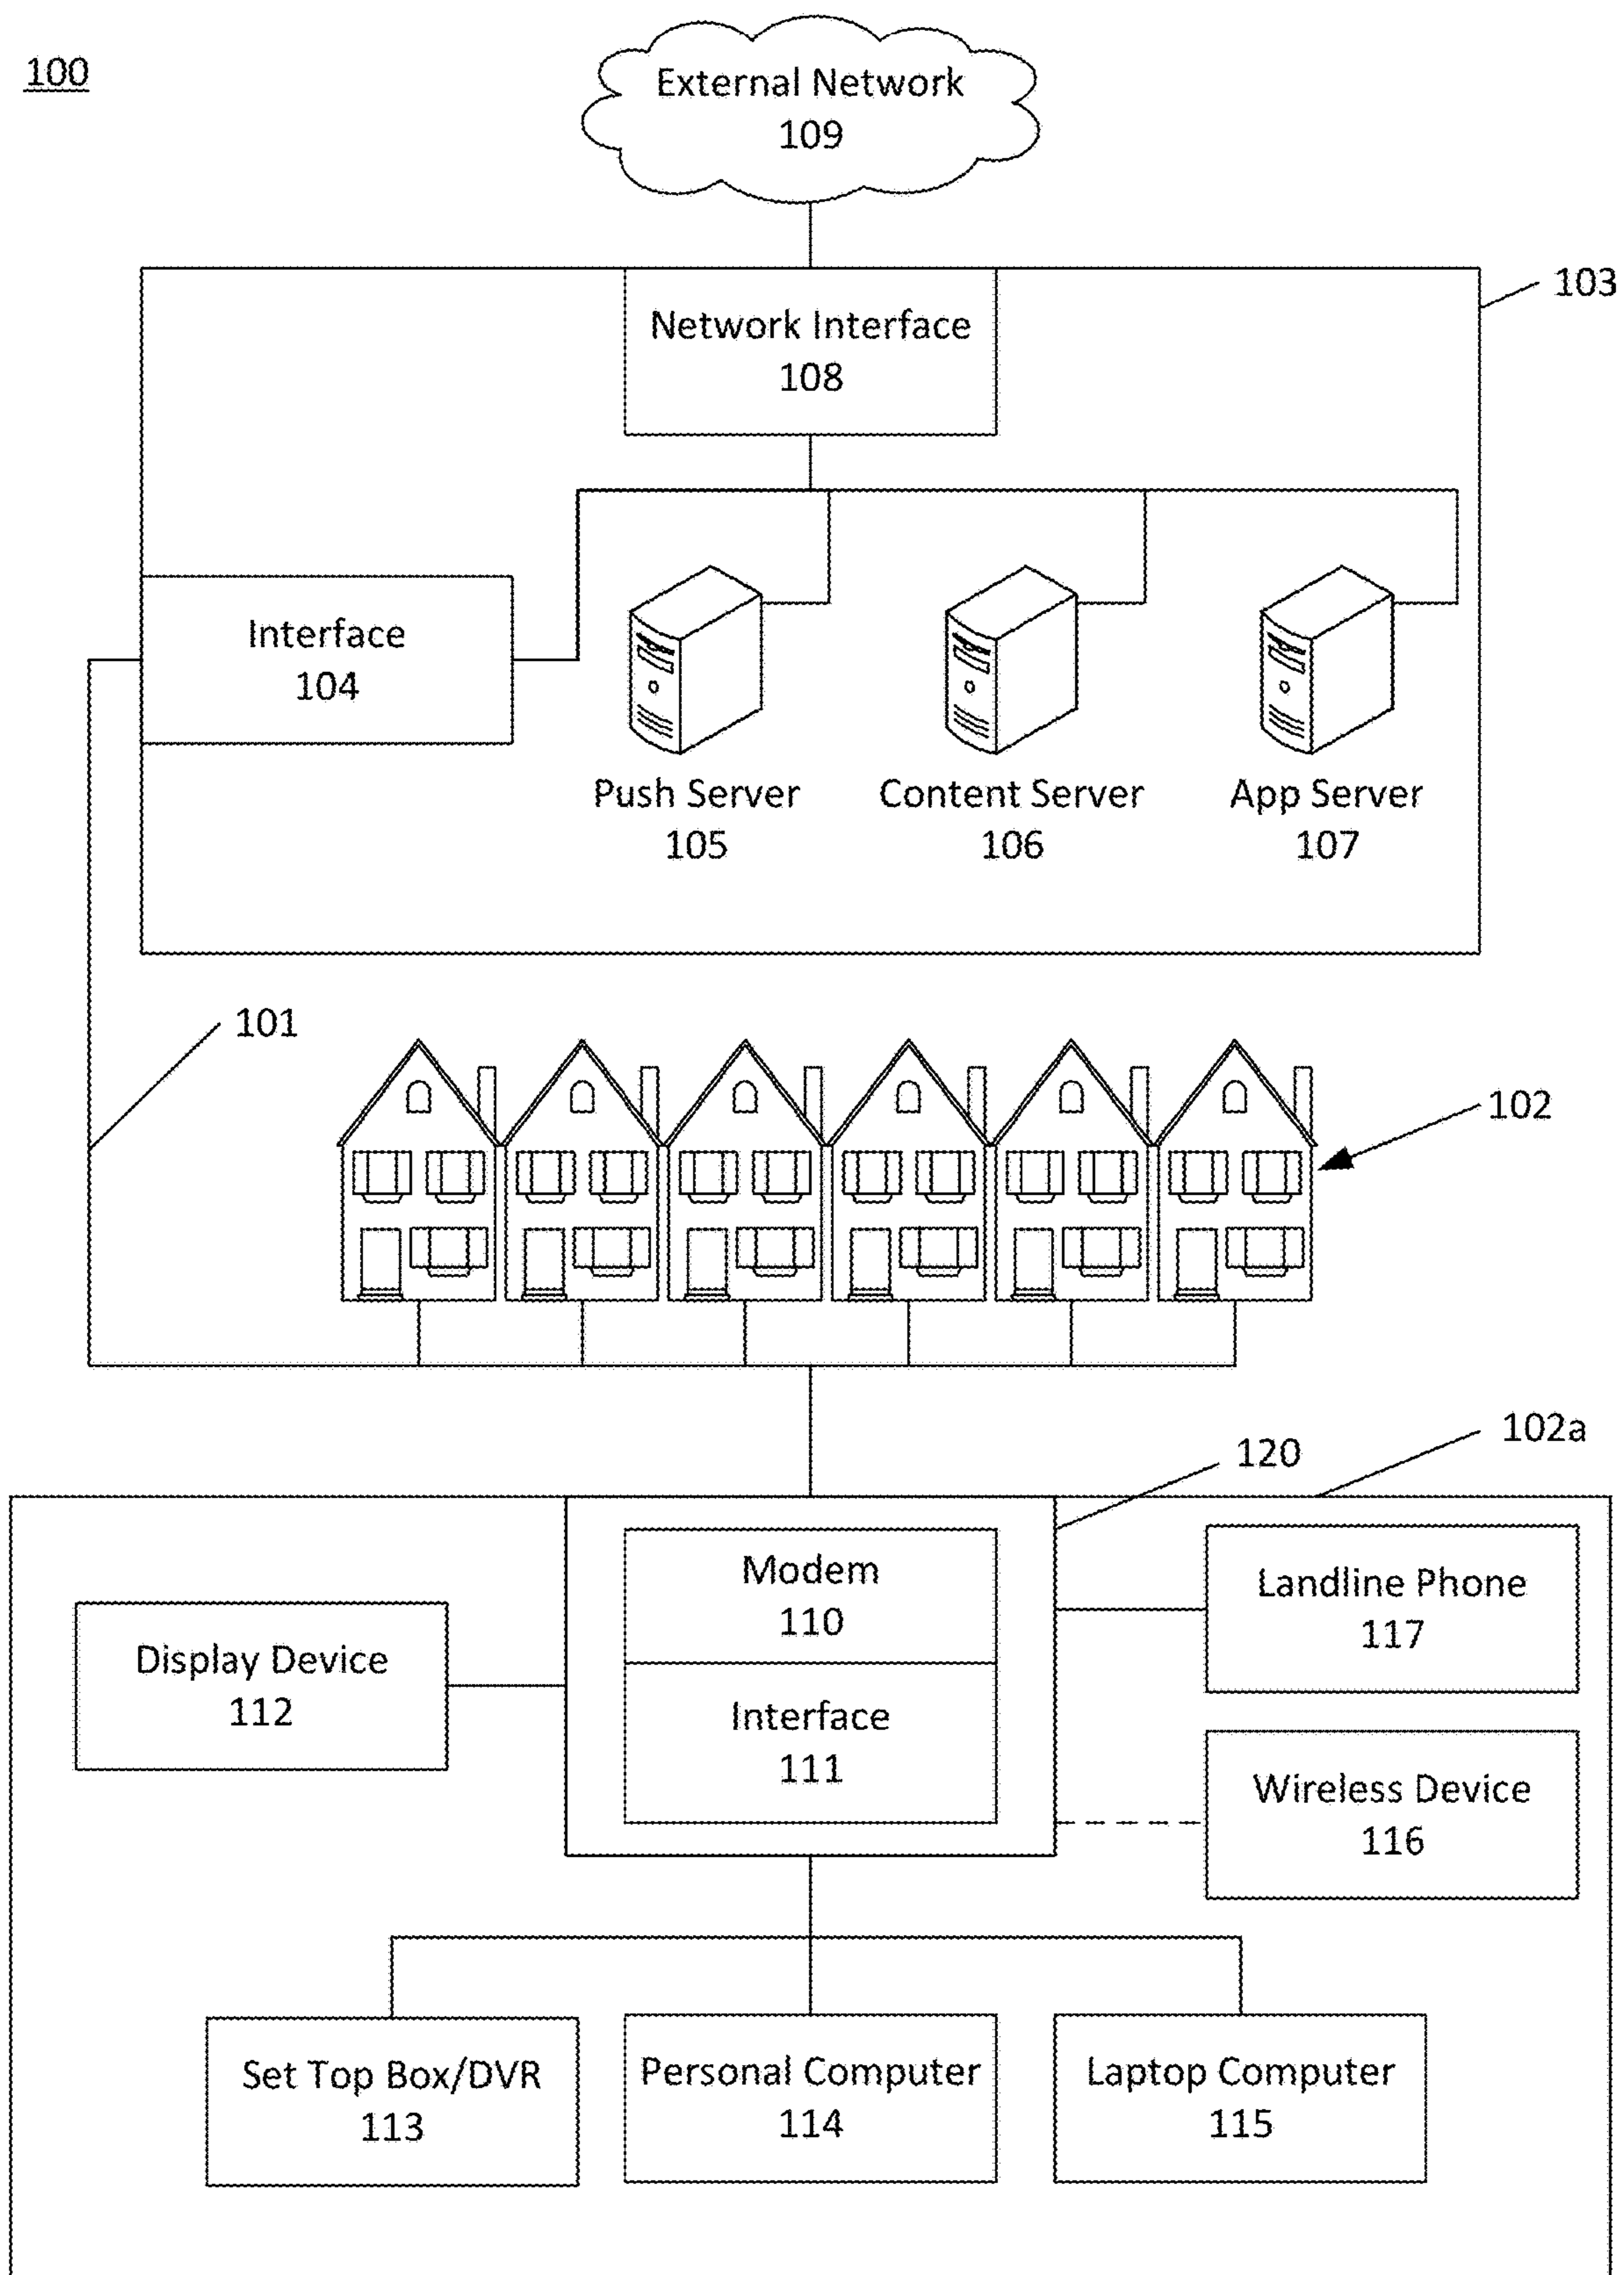 100
External Network
109
103
Network Interface
108
Interface
104
Push Server
105
Content Server
106
App Server
107
101
102
102a
120
Modem
110
Landline Phone
117
Display Device
112
Interface
111
Wireless Device
116
Set Top Box/DVR
113
Personal Computer
114
Laptop Computer
115